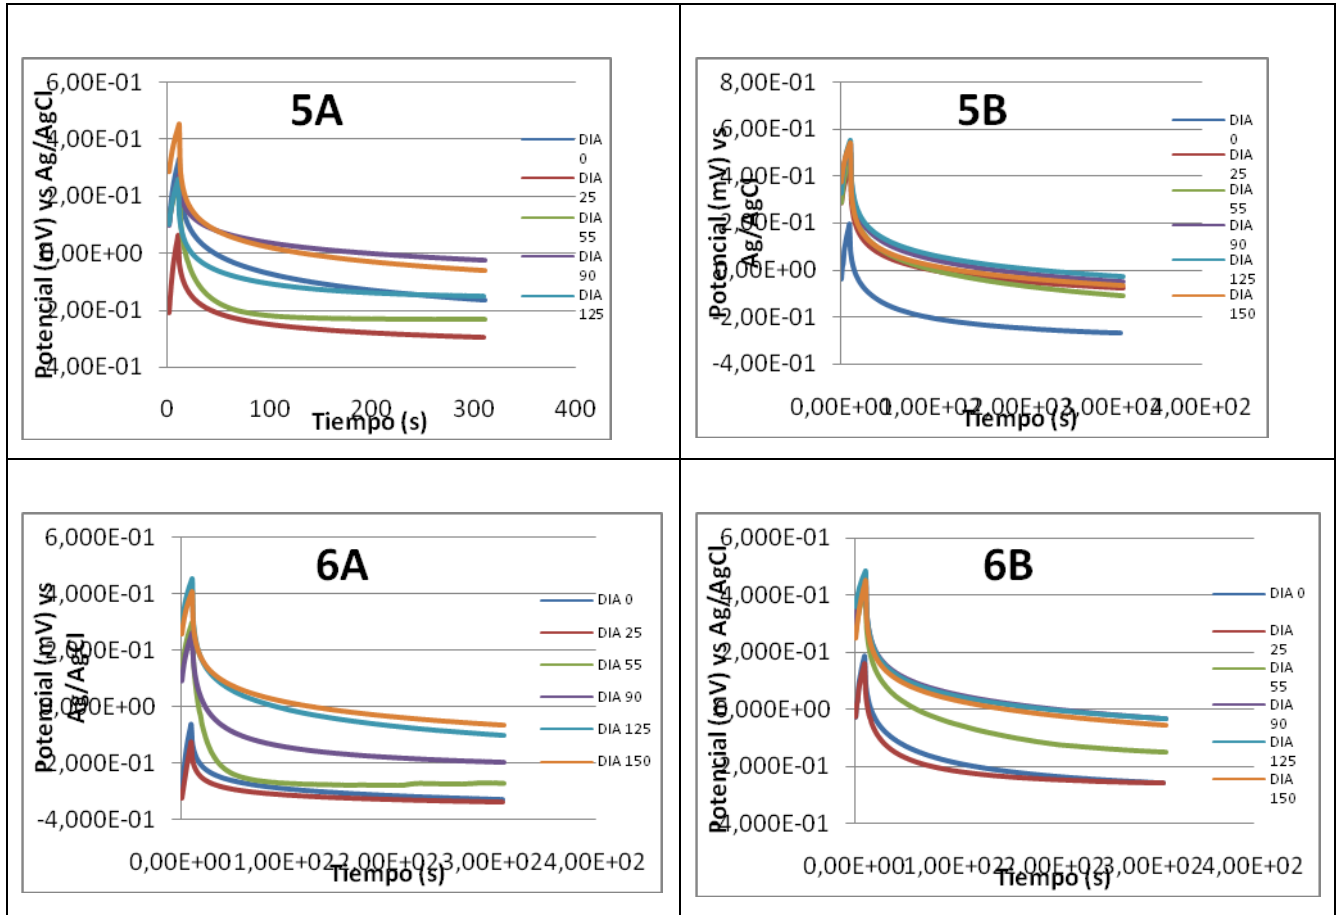 5A
6,00E-01
4,00E-01
2,00E-01
0,00E+00
-2,00E-01
-4,00E-01
Potencial (mV) vs Ag/AgCl
0 100 200 300 400
Tiempo (s)
DIA
0
DIA
25
DIA
55
DIA
90
DIA
125
5B
8,00E-01
6,00E-01
4,00E-01
2,00E-01
0,00E+00
-2,00E-01
-4,00E-01
Potencial (mV) vs
Ag/AgCl
0,00E+00 1,00E+02 2,00E+02 3,00E+02 4,00E+02
Tiempo (s)
DIA
0
DIA
25
DIA
55
DIA
90
DIA
125
DIA
150
6A
6,000E-01
4,000E-01
2,000E-01
0,000E+00
-2,000E-01
-4,000E-01
Potencial (mV) vs
Ag/AgCl
0,00E+00 1,00E+02 2,00E+02 3,00E+02 4,00E+02
Tiempo (s)
DIA 0
DIA 25
DIA 55
DIA 90
DIA 125
DIA 150
6B
6,000E-01
4,000E-01
2,000E-01
0,000E+00
-2,000E-01
-4,000E-01
Potencial (mV) vs Ag/AgCl
0,00E+00 1,00E+02 2,00E+02 3,00E+02 4,00E+02
Tiempo (s)
DIA 0
DIA
25
DIA
55
DIA
90
DIA
125
DIA
150